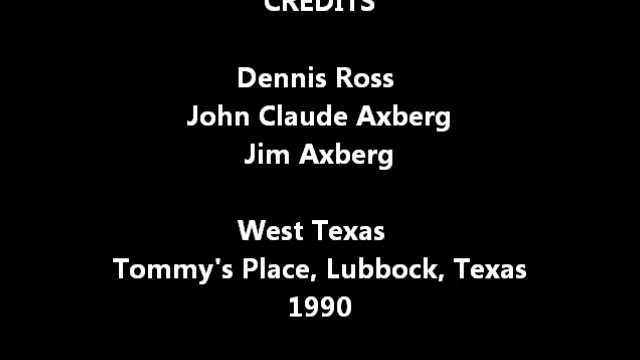 CREDITS
Dennis Ross
John Claude Axberg
Jim Axberg
West Texas
Tommy's Place, Lubbock, Texas
1990